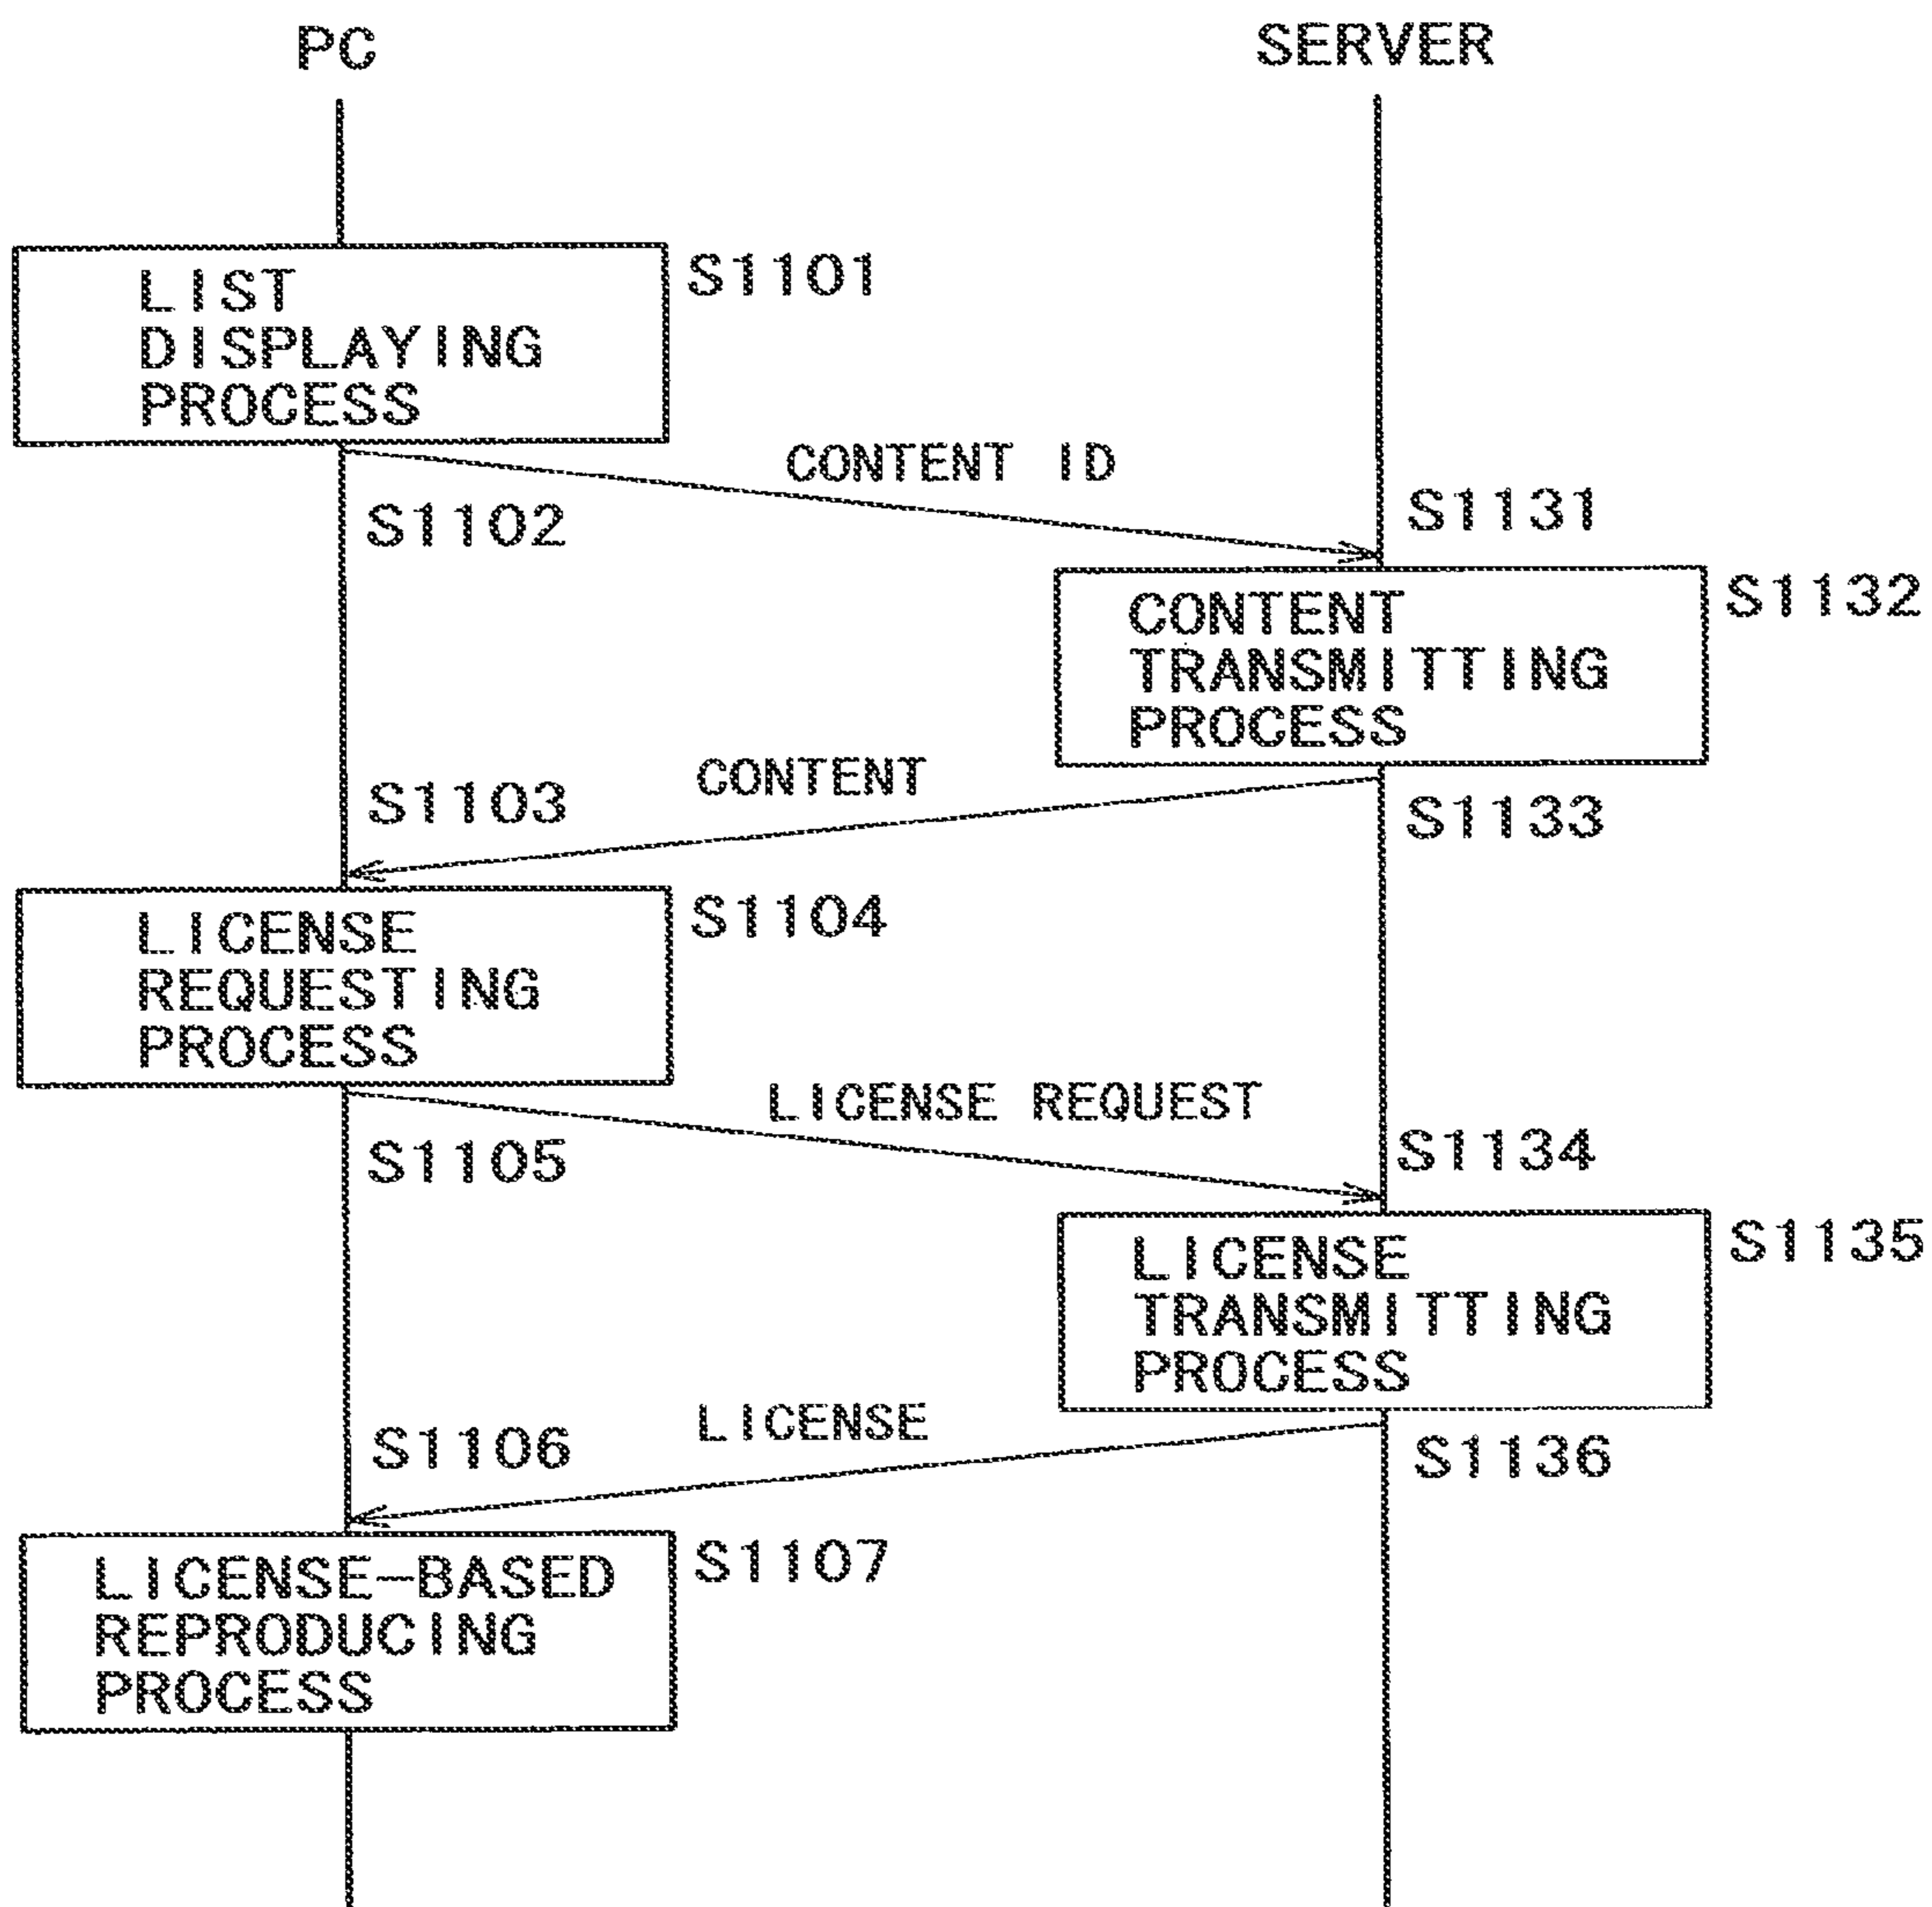 PC
SERVER
LIST
DISPLAYING
PROCESS
S1101
CONTENT ID
S1102
S1131
CONTENT
TRANSMITTING
PROCESS
S1132
CONTENT
S1103
S1133
LICENSE
REQUESTING
PROCESS
S1104
LICENSE REQUEST
S1105
S1134
LICENSE
TRANSMITTING
PROCESS
S1135
LICENSE
S1106
S1136
LICENSE-BASED
REPRODUCING
PROCESS
S1107